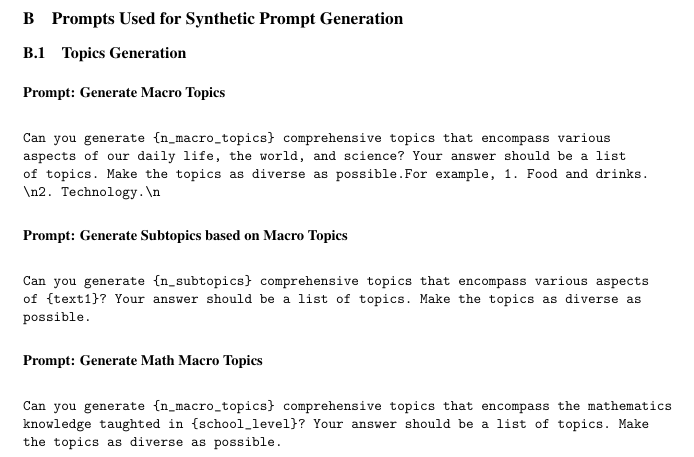 B Prompts Used for Synthetic Prompt Generation
B.1 Topics Generation
Prompt: Generate Macro Topics
Can you generate {n_macro_topics} comprehensive topics that encompass various
aspects of our daily life, the world, and science? Your answer should be a list
of topics. Make the topics as diverse as possible.For example, 1. Food and drinks.
\n2. Technology.\n
Prompt: Generate Subtopics based on Macro Topics
Can you generate {n_subtopics} comprehensive topics that encompass various aspects
of {text1}? Your answer should be a list of topics. Make the topics as diverse as
possible.
Prompt: Generate Math Macro Topics
Can you generate {n_macro_topics} comprehensive topics that encompass the mathematics
knowledge taughted in {school_level}? Your answer should be a list of topics. Make
the topics as diverse as possible.